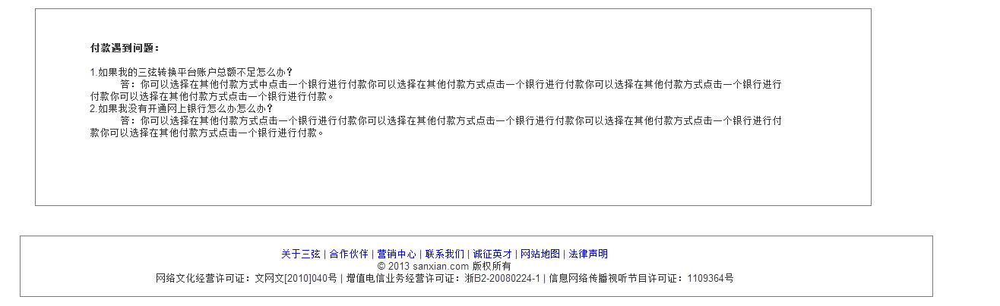 付款遇到问题：
1.如果我的三弦转换平台账户总额不足怎么办？
答：你可以选择在其他付款方式中点击一个银行进行付款你可以选择在其他付款方式点击一个银行进行付款你可以选择在其他付款方式点击一个银行进行
付款你可以选择在其他付款方式点击一个银行进行付款。
2.如果我没有开通网上银行怎么办怎么办？
答：你可以选择在其他付款方式点击一个银行进行付款你可以选择在其他付款方式点击一个银行进行付款你可以选择在其他付款方式点击一个银行进行付
款你可以选择在其他付款方式点击一个银行进行付款。
关于三弦 | 合作伙伴 | 营销中心 | 联系我们 | 诚征英才 | 网站地图 | 法律声明
© 2013 sanxian.com 版权所有
网络文化经营许可证：文网文[2010]040号 | 增值电信业务经营许可证：浙B2-20080224-1 | 信息网络传播视听节目许可证：1109364号